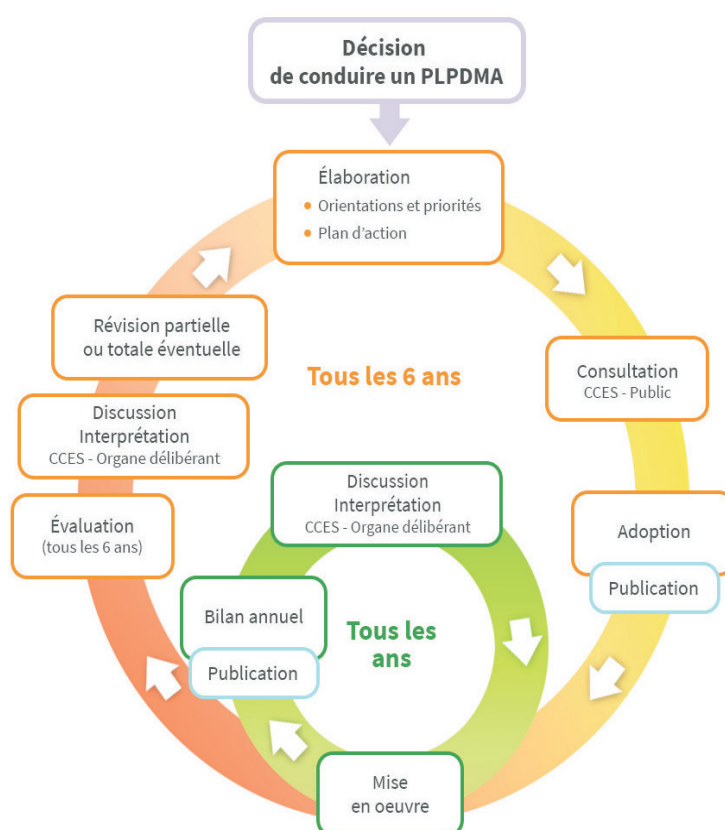 Décision
de conduire un PLPDMA
Élaboration
• Orientations et priorités
• Plan d'action
Révision partielle
ou totale éventuelle
Tous les 6 ans
Consultation
CCES - Public
Discussion
Interprétation
CCES - Organe délibérant
Discussion
Interprétation
CCES - Organe délibérant
Évaluation
(tous les 6 ans)
Adoption
Publication
Bilan annuel
Publication
Tous les
ans
Mise
en oeuvre